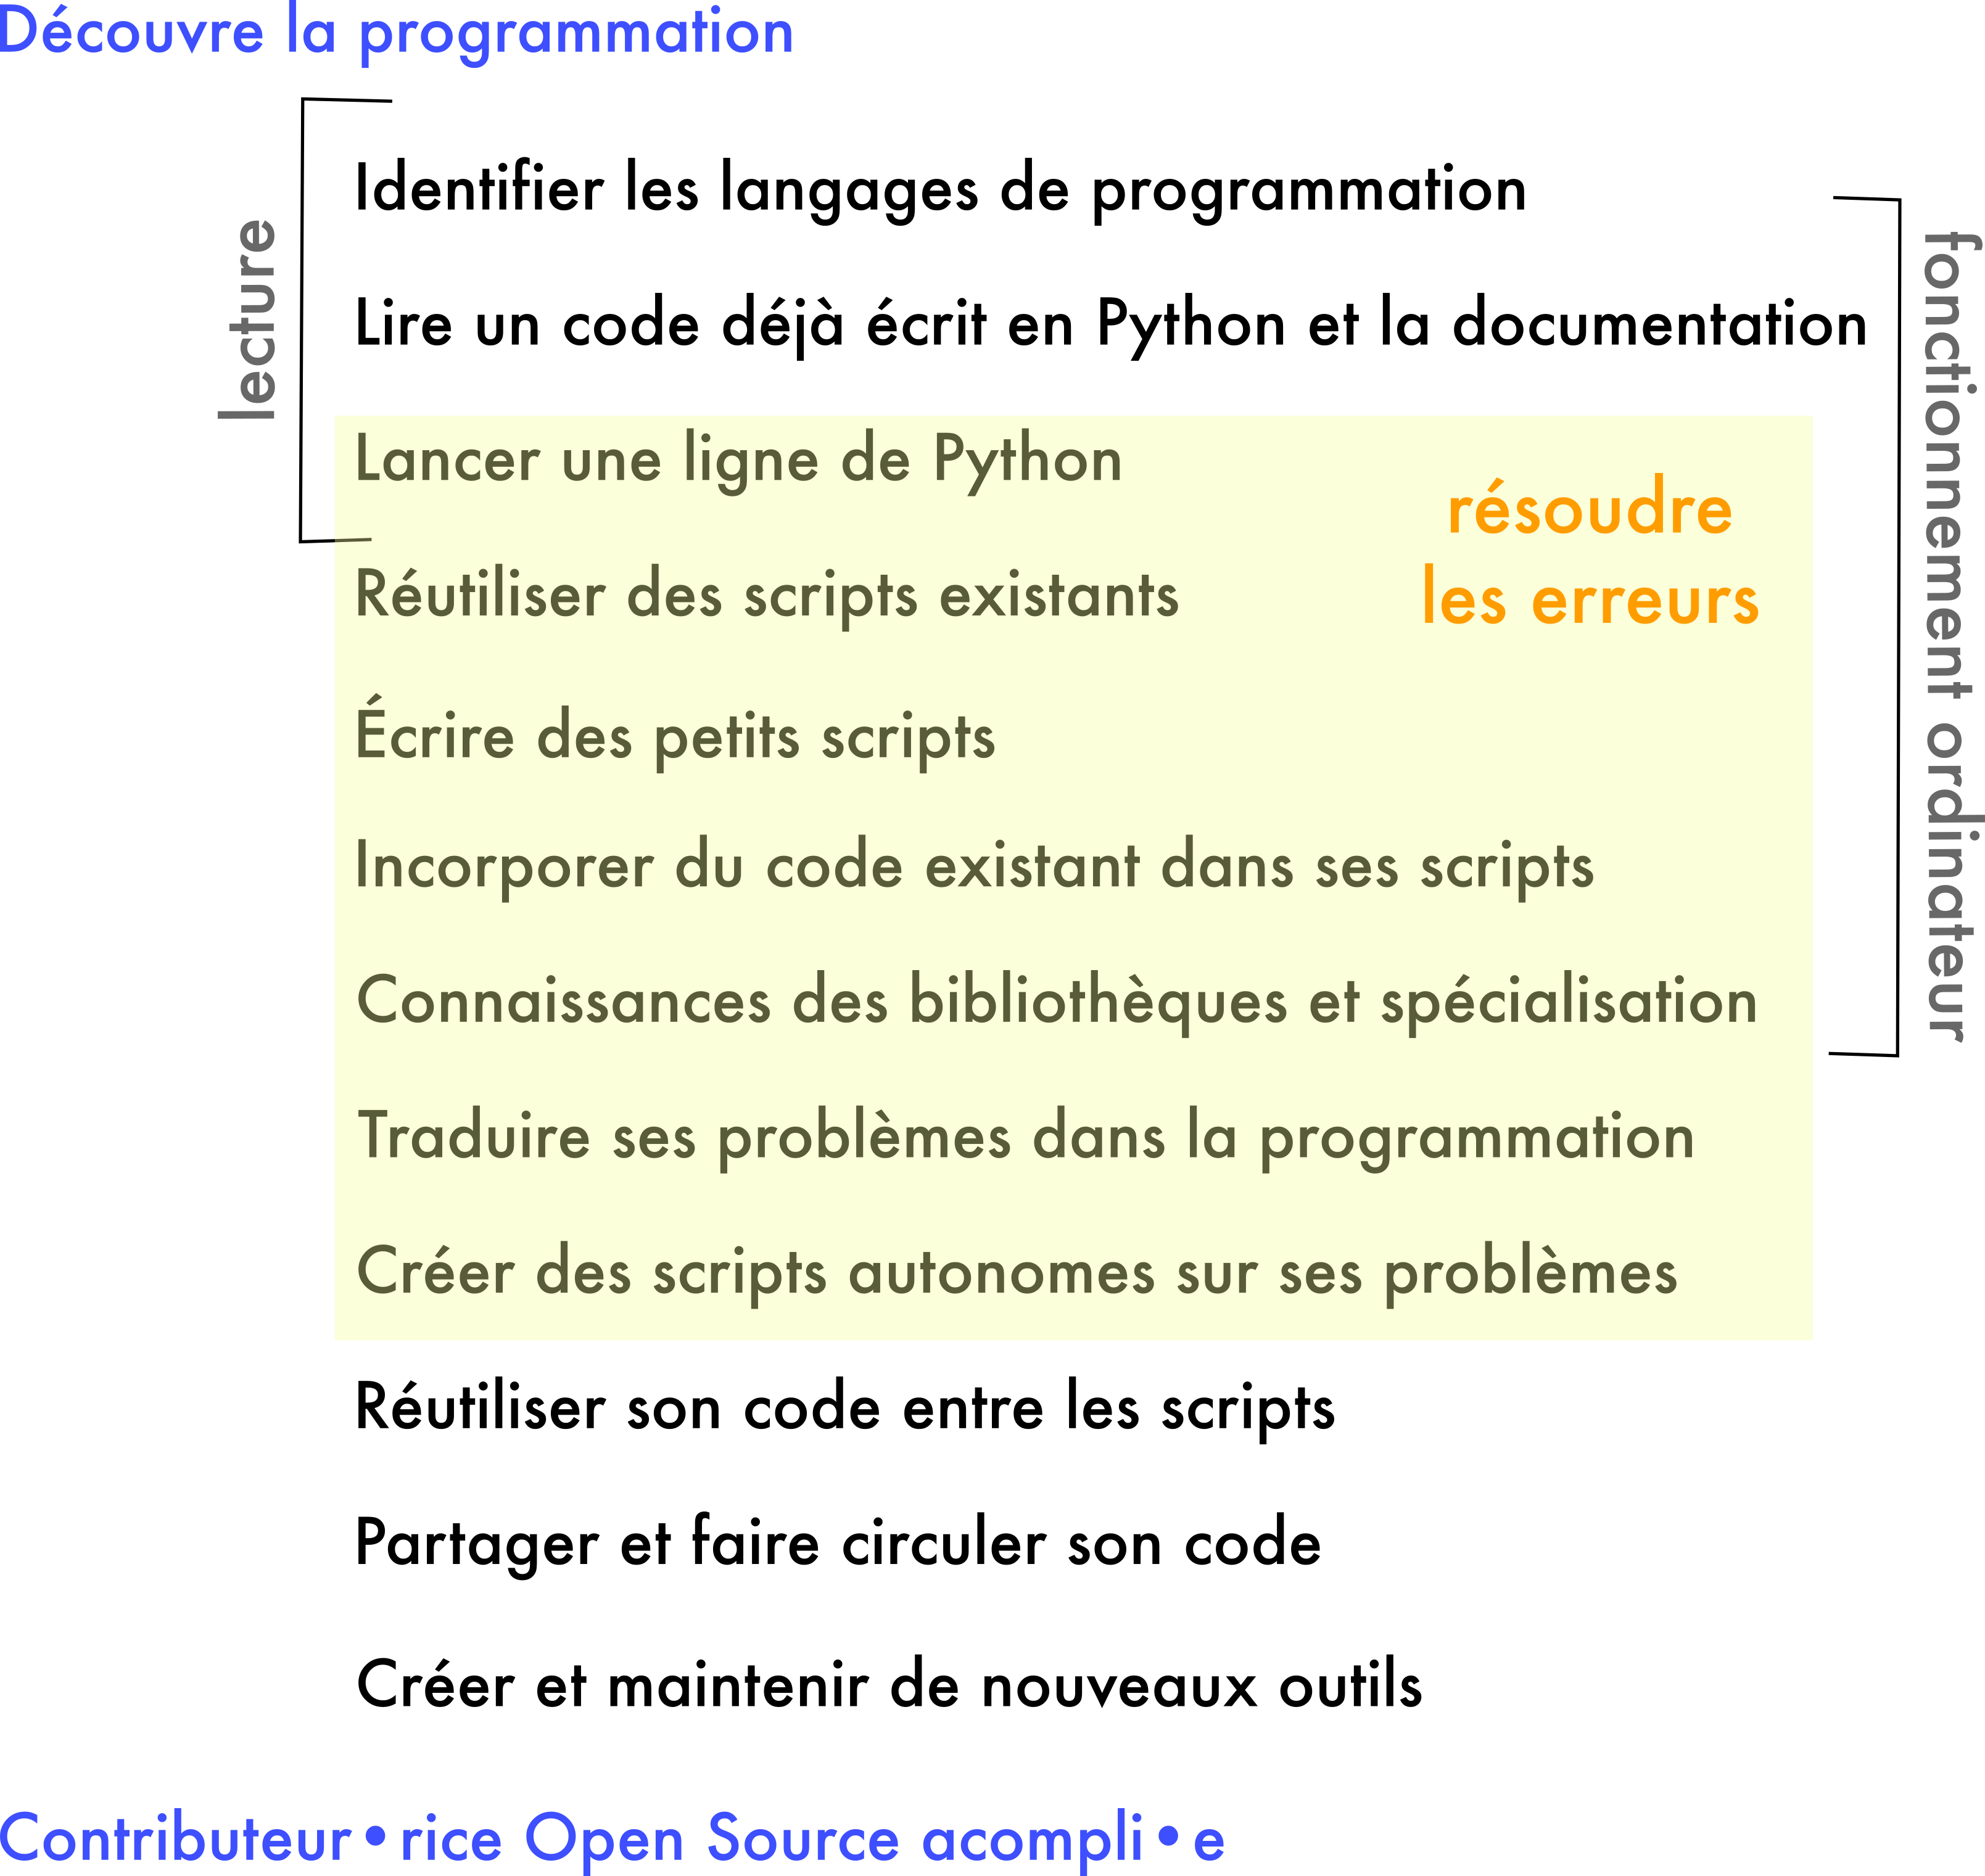 Découvre la programmation
lecture
Identifier les langages de programmation
Lire un code déjà écrit en Python et la documentation
Lancer une ligne de Python
Réutiliser des scripts existants
résoudre
les erreurs
Écrire des petits scripts
Incorporer du code existant dans ses scripts
Connaissances des bibliothèques et spécialisation
Traduire ses problèmes dans la programmation
Créer des scripts autonomes sur ses problèmes
fonctionnement ordinateur
Réutiliser son code entre les scripts
Partager et faire circuler son code
Créer et maintenir de nouveaux outils
Contributeur•rice Open Source acompli•e